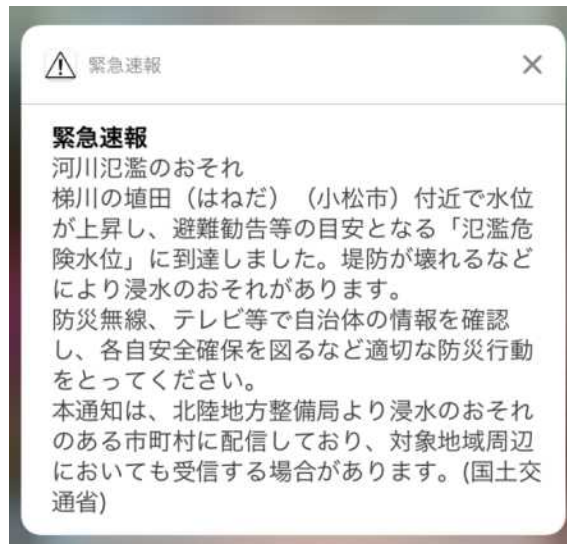 緊急速報
緊急速報
河川氾濫のおそれ
梯川の埴田（はねだ）（小松市）付近で水位
が上昇し、避難勧告等の目安となる「氾濫危
険水位」に到達しました。堤防が壊れるなど
により浸水のおそれがあります。
防災無線、テレビ等で自治体の情報を確認
し、各自安全確保を図るなど適切な防災行動
をとってください。
本通知は、北陸地方整備局より浸水のおそれ
のある市町村に配信しており、対象地域周辺
においても受信する場合があります。(国土交
通省)